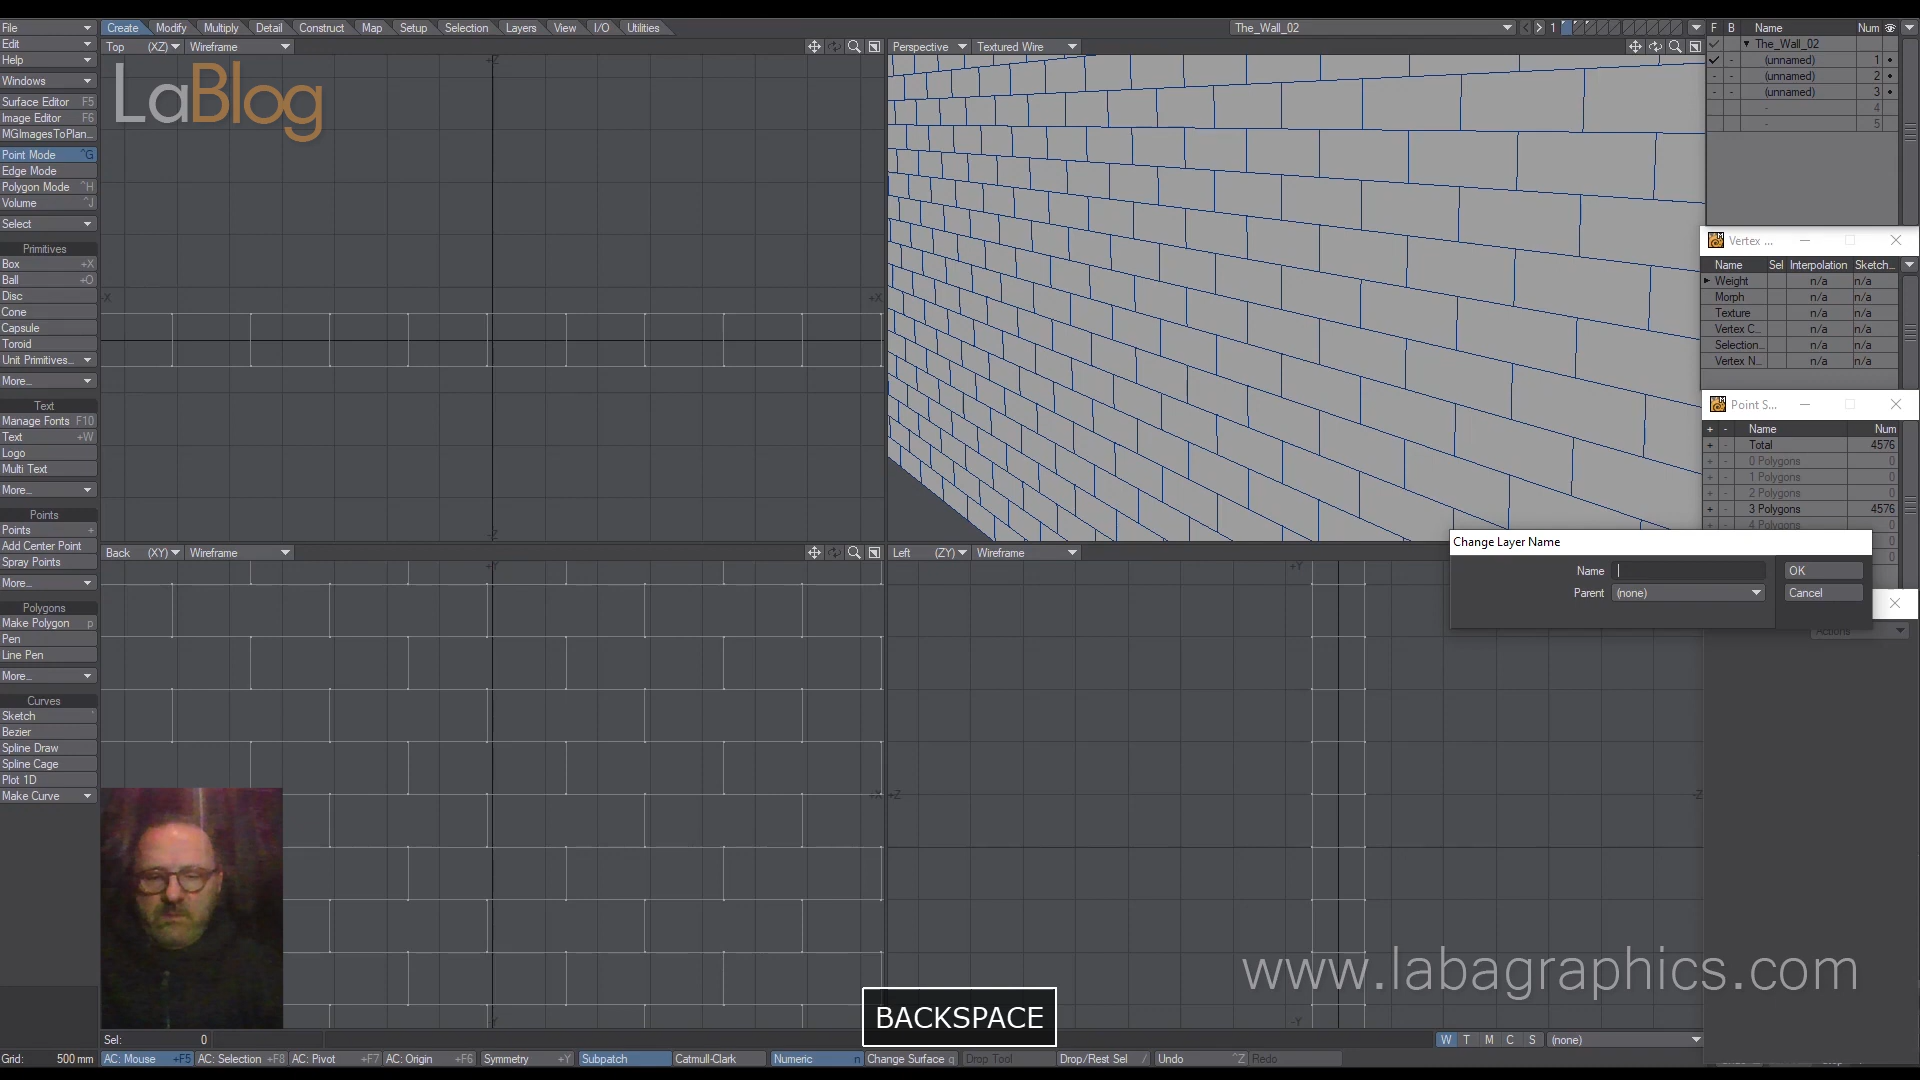 File
Edit
Help
Windows
Surface Editor F5
Image Editor F6
MGImagesToPlan...
Point Mode ^G
Edge Mode
Polygon Mode ^H
Volume ^J
Select
Primitives
Box +X
Ball +O
Disc
Cone
Capsule
Toroid
Unit Primitives...
More...
Text
Manage Fonts F10
Text +W
Logo
Multi Text
More...
Points
Points +
Add Center Point
Spray Points
More...
Polygons
Make Polygon p
Pen
Line Pen
More...
Curves
Sketch
Bezier
Spline Draw
Spline Cage
Plot 1D
Make Curve
Create Modify Multiply Detail Construct Map Setup Selection Layers View I/O Utilities
The_Wall_02
1
Top (XZ) Wireframe
LaBlog
+Z
-X
+X
-Z
Perspective Textured Wire
Back (XY) Wireframe
+Y
Left (ZY) Wireframe
+Y
+Z
-Z
-Y
F B Name Num
The_Wall_02
(unnamed) 1
(unnamed) 2
(unnamed) 3
- 4
- 5
Vertex ...
Name Sel Interpolation Sketch...
Weight n/a n/a
Morph n/a n/a
Texture n/a n/a
Vertex C... n/a n/a
Selection... n/a n/a
Vertex N... n/a n/a
Point S...
+ - Name Num
+ - Total 4576
+ - 0 Polygons 0
+ - 1 Polygons 0
+ - 2 Polygons 0
+ - 3 Polygons 4576
+ - 4 Polygons 0
Change Layer Name
Name
OK
Parent (none)
Cancel
Actions
www.labagraphics.com
BACKSPACE
Sel: 0
W T M C S (none)
Grid: 500 mm AC: Mouse +F5 AC: Selection +F8 AC: Pivot +F7 AC: Origin +F6 Symmetry +Y Subpatch Catmull-Clark Numeric n Change Surface q Drop Tool Drop/Rest Sel / Undo ^Z Redo